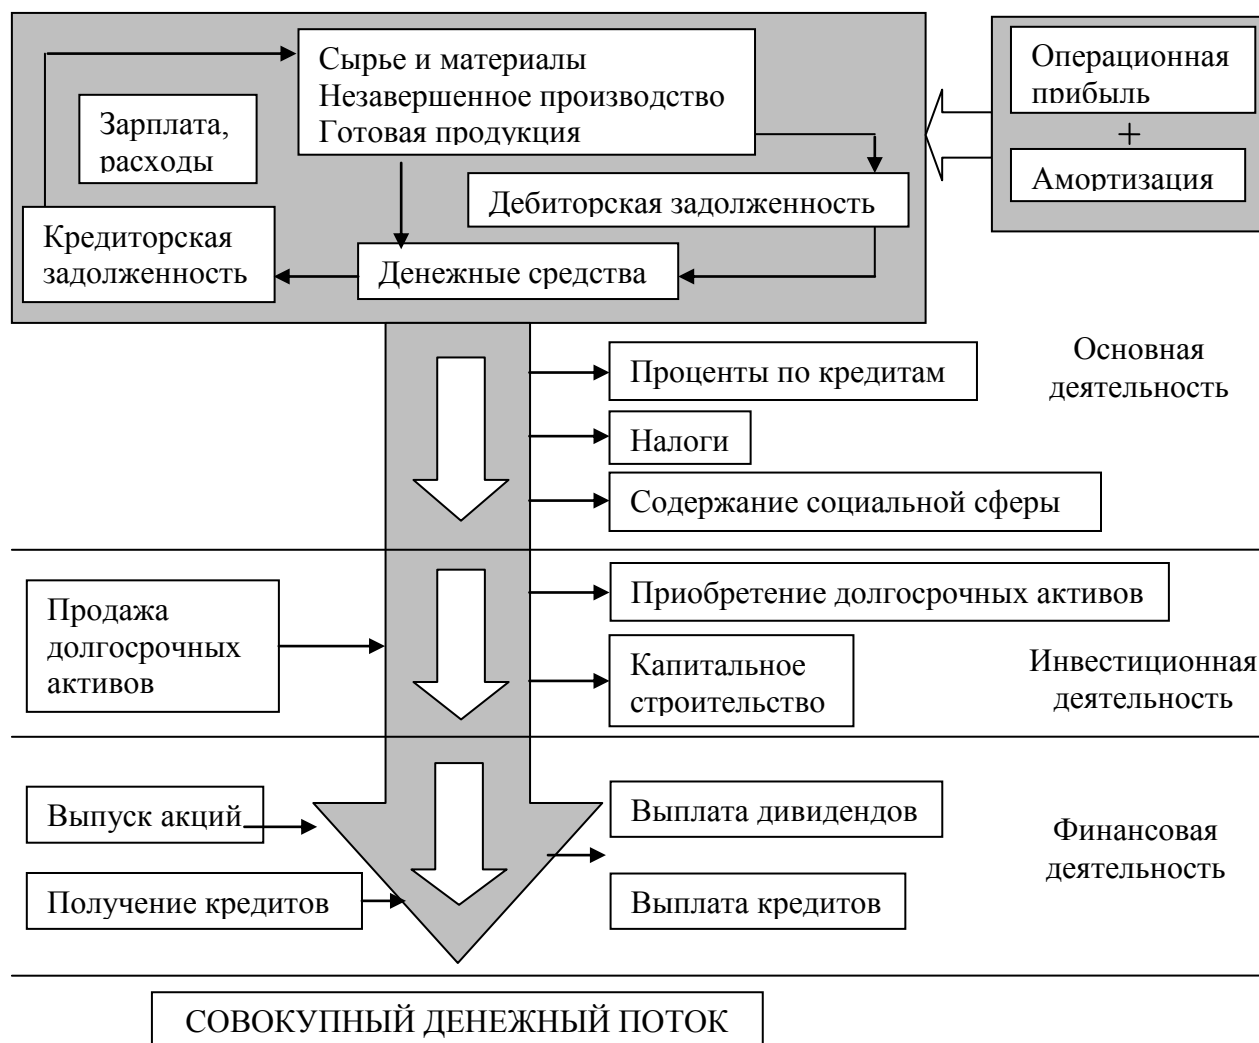 Сырье и материалы
Незавершенное производство
Готовая продукция
Операционная
прибыль
+
Амортизация
Зарплата,
расходы
Дебиторская задолженность
Кредиторская
задолженность
Денежные средства
Основная
деятельность
Проценты по кредитам
Налоги
Содержание социальной сферы
Продажа
долгосрочных
активов
Приобретение долгосрочных активов
Капитальное
строительство
Инвестиционная
деятельность
Выпуск акций
Выплата дивидендов
Финансовая
деятельность
Получение кредитов
Выплата кредитов
СОВОКУПНЫЙ ДЕНЕЖНЫЙ ПОТОК